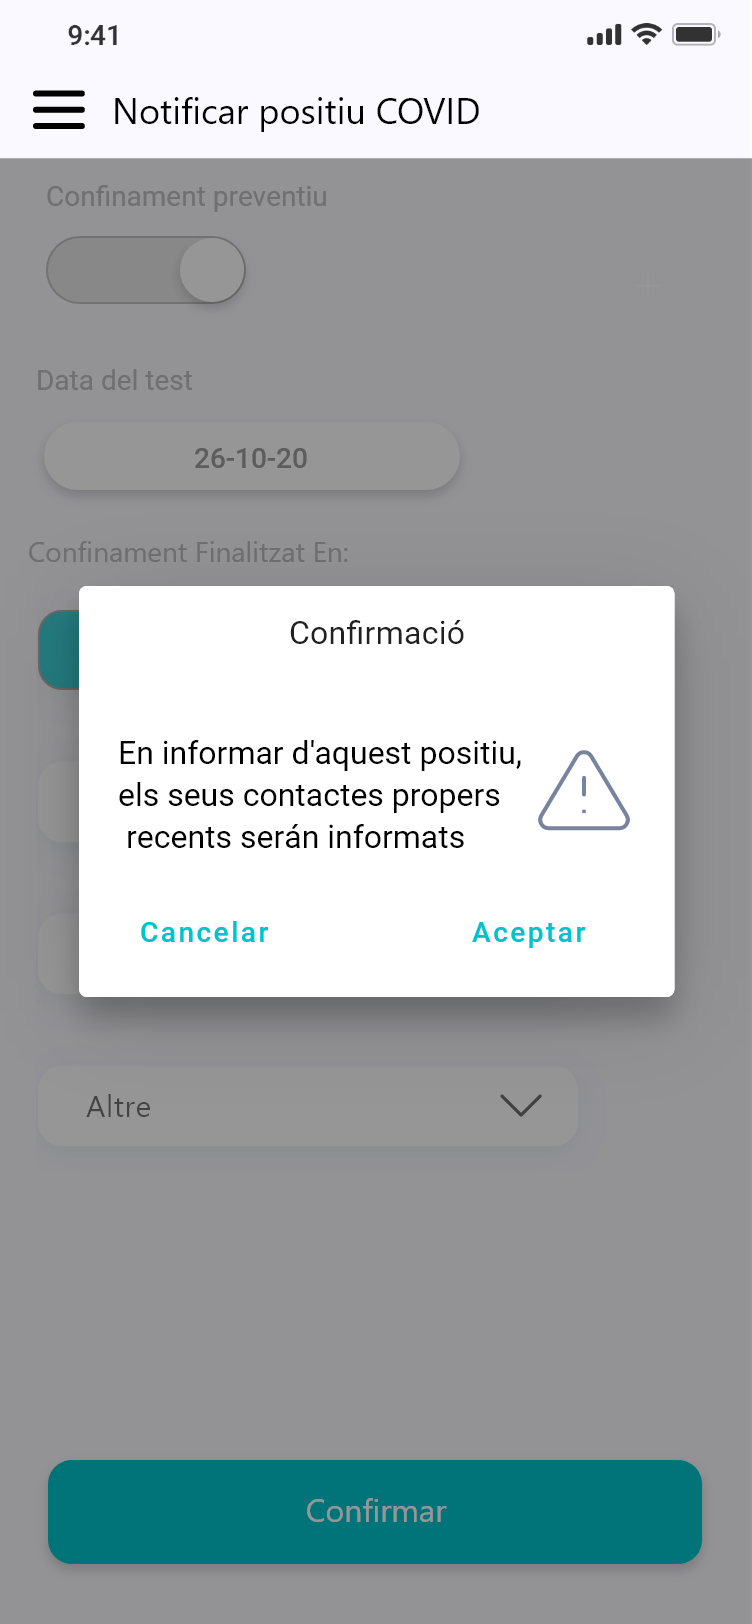 9:41
Notificar positiu COVID
Confinament preventiu
Data del test
26-10-20
Confinament Finalitzat En:
Confirmació
En informar d'aquest positiu,
els seus contactes propers
recents serán informats
Cancelar Aceptar
Altre
Confirmar